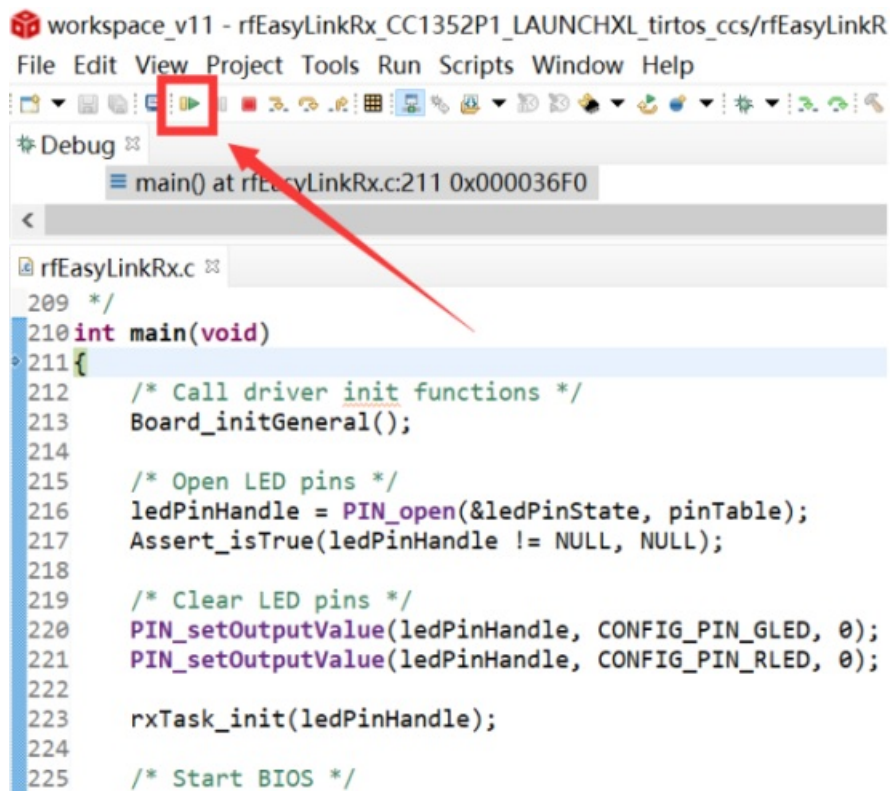 workspace_v11 - rfEasyLinkRx_CC1352P1_LAUNCHXL_tirtos_ccs/rfEasyLinkR
File Edit View Project Tools Run Scripts Window Help
Debug
main() at rfEasyLinkRx.c:211 0x000036F0
rfEasyLinkRx.c
209 */
210 int main(void)
211 {
212 /* Call driver init functions */
213 Board_initGeneral();
214
215 /* Open LED pins */
216 ledPinHandle = PIN_open(&ledPinState, pinTable);
217 Assert_isTrue(ledPinHandle != NULL, NULL);
218
219 /* Clear LED pins */
220 PIN_setOutputValue(ledPinHandle, CONFIG_PIN_GLED, 0);
221 PIN_setOutputValue(ledPinHandle, CONFIG_PIN_RLED, 0);
222
223 rxTask_init(ledPinHandle);
224
225 /* Start BIOS */